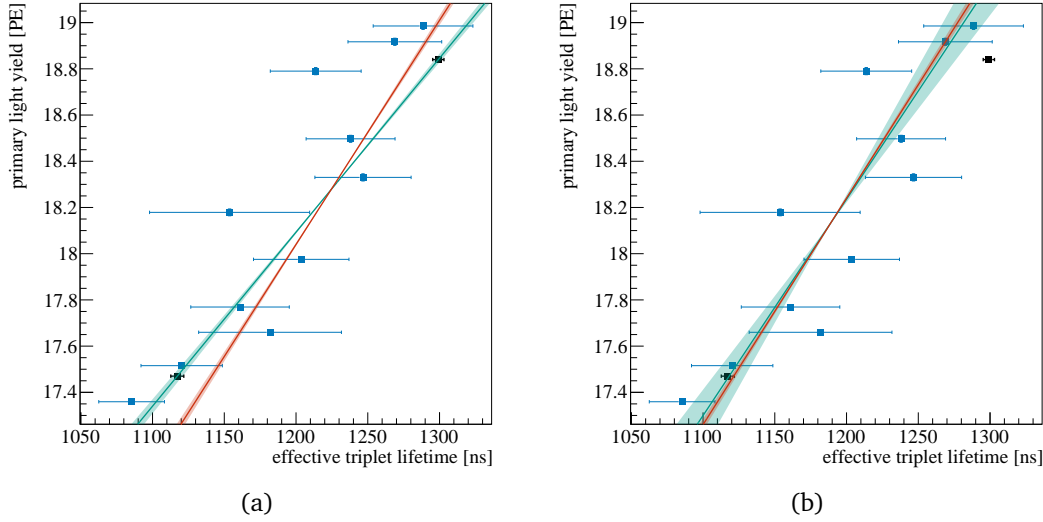 primary light yield [PE]
19
18.8
18.6
18.4
18.2
18
17.8
17.6
17.4
1050 1100 1150 1200 1250 1300
effective triplet lifetime [ns]
(a)
primary light yield [PE]
19
18.8
18.6
18.4
18.2
18
17.8
17.6
17.4
1050 1100 1150 1200 1250 1300
effective triplet lifetime [ns]
(b)